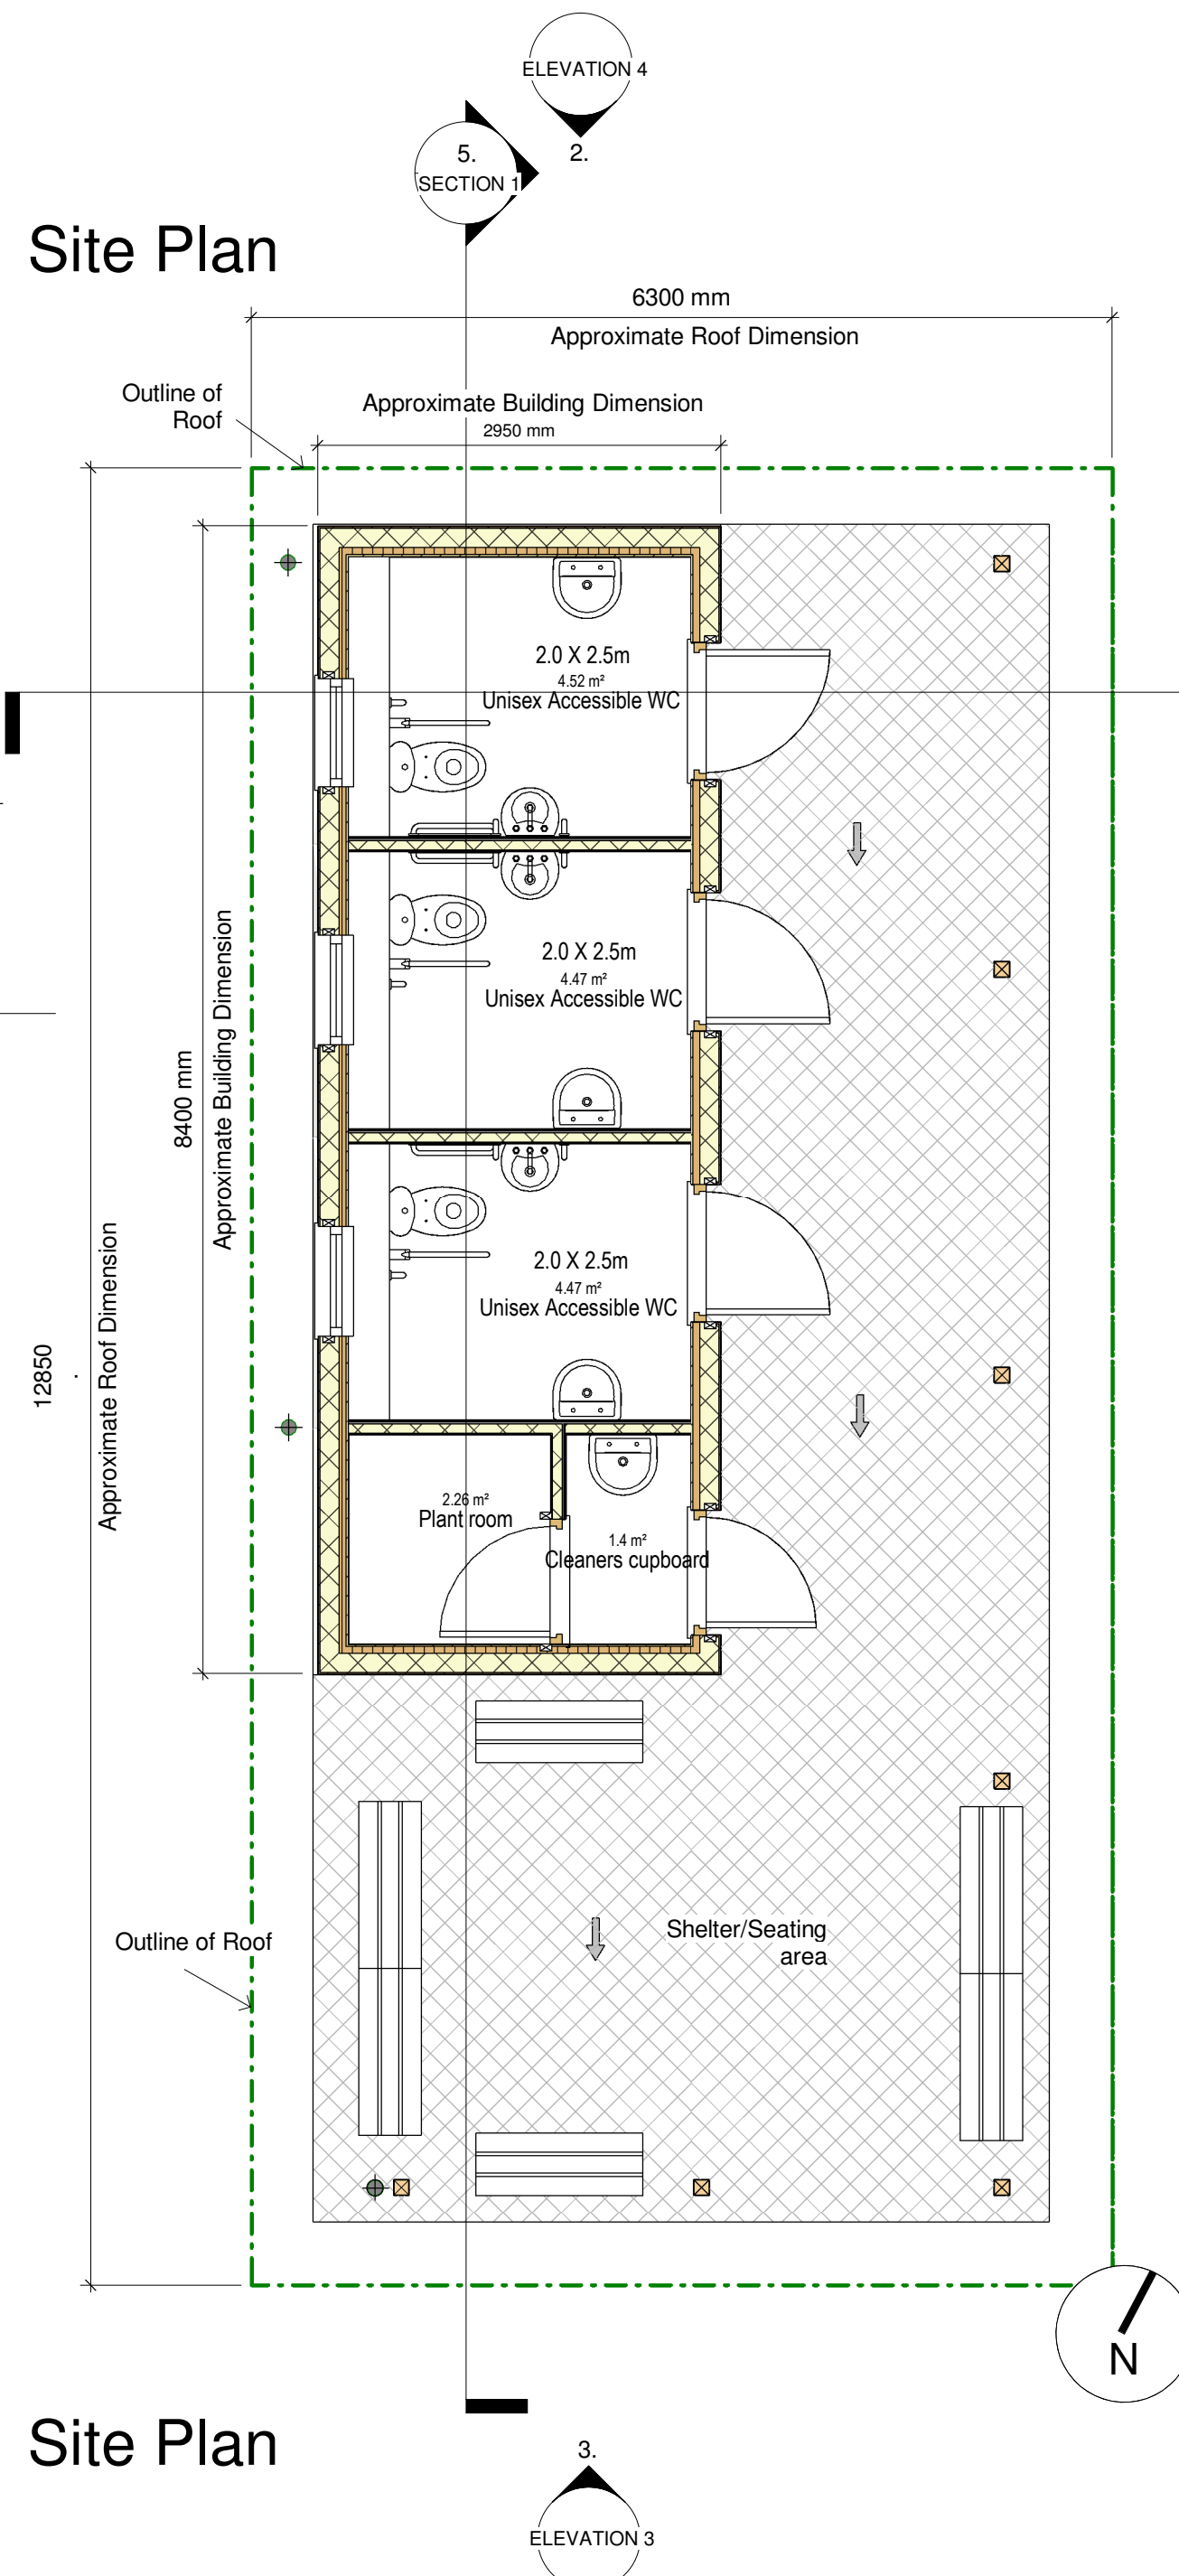 ELEVATION 4
2.
5.
SECTION 1
Site Plan
6300 mm
Approximate Roof Dimension
Outline of
Roof
Approximate Building Dimension
2950 mm
2.0 X 2.5m
4.52 m²
Unisex Accessible WC
2.0 X 2.5m
4.47 m²
Unisex Accessible WC
8400 mm
Approximate Building Dimension
2.0 X 2.5m
4.47 m²
Unisex Accessible WC
12850
Approximate Roof Dimension
2.26 m²
Plant room
1.4 m²
Cleaners cupboard
Shelter/Seating
area
Outline of Roof
N
Site Plan
3.
ELEVATION 3